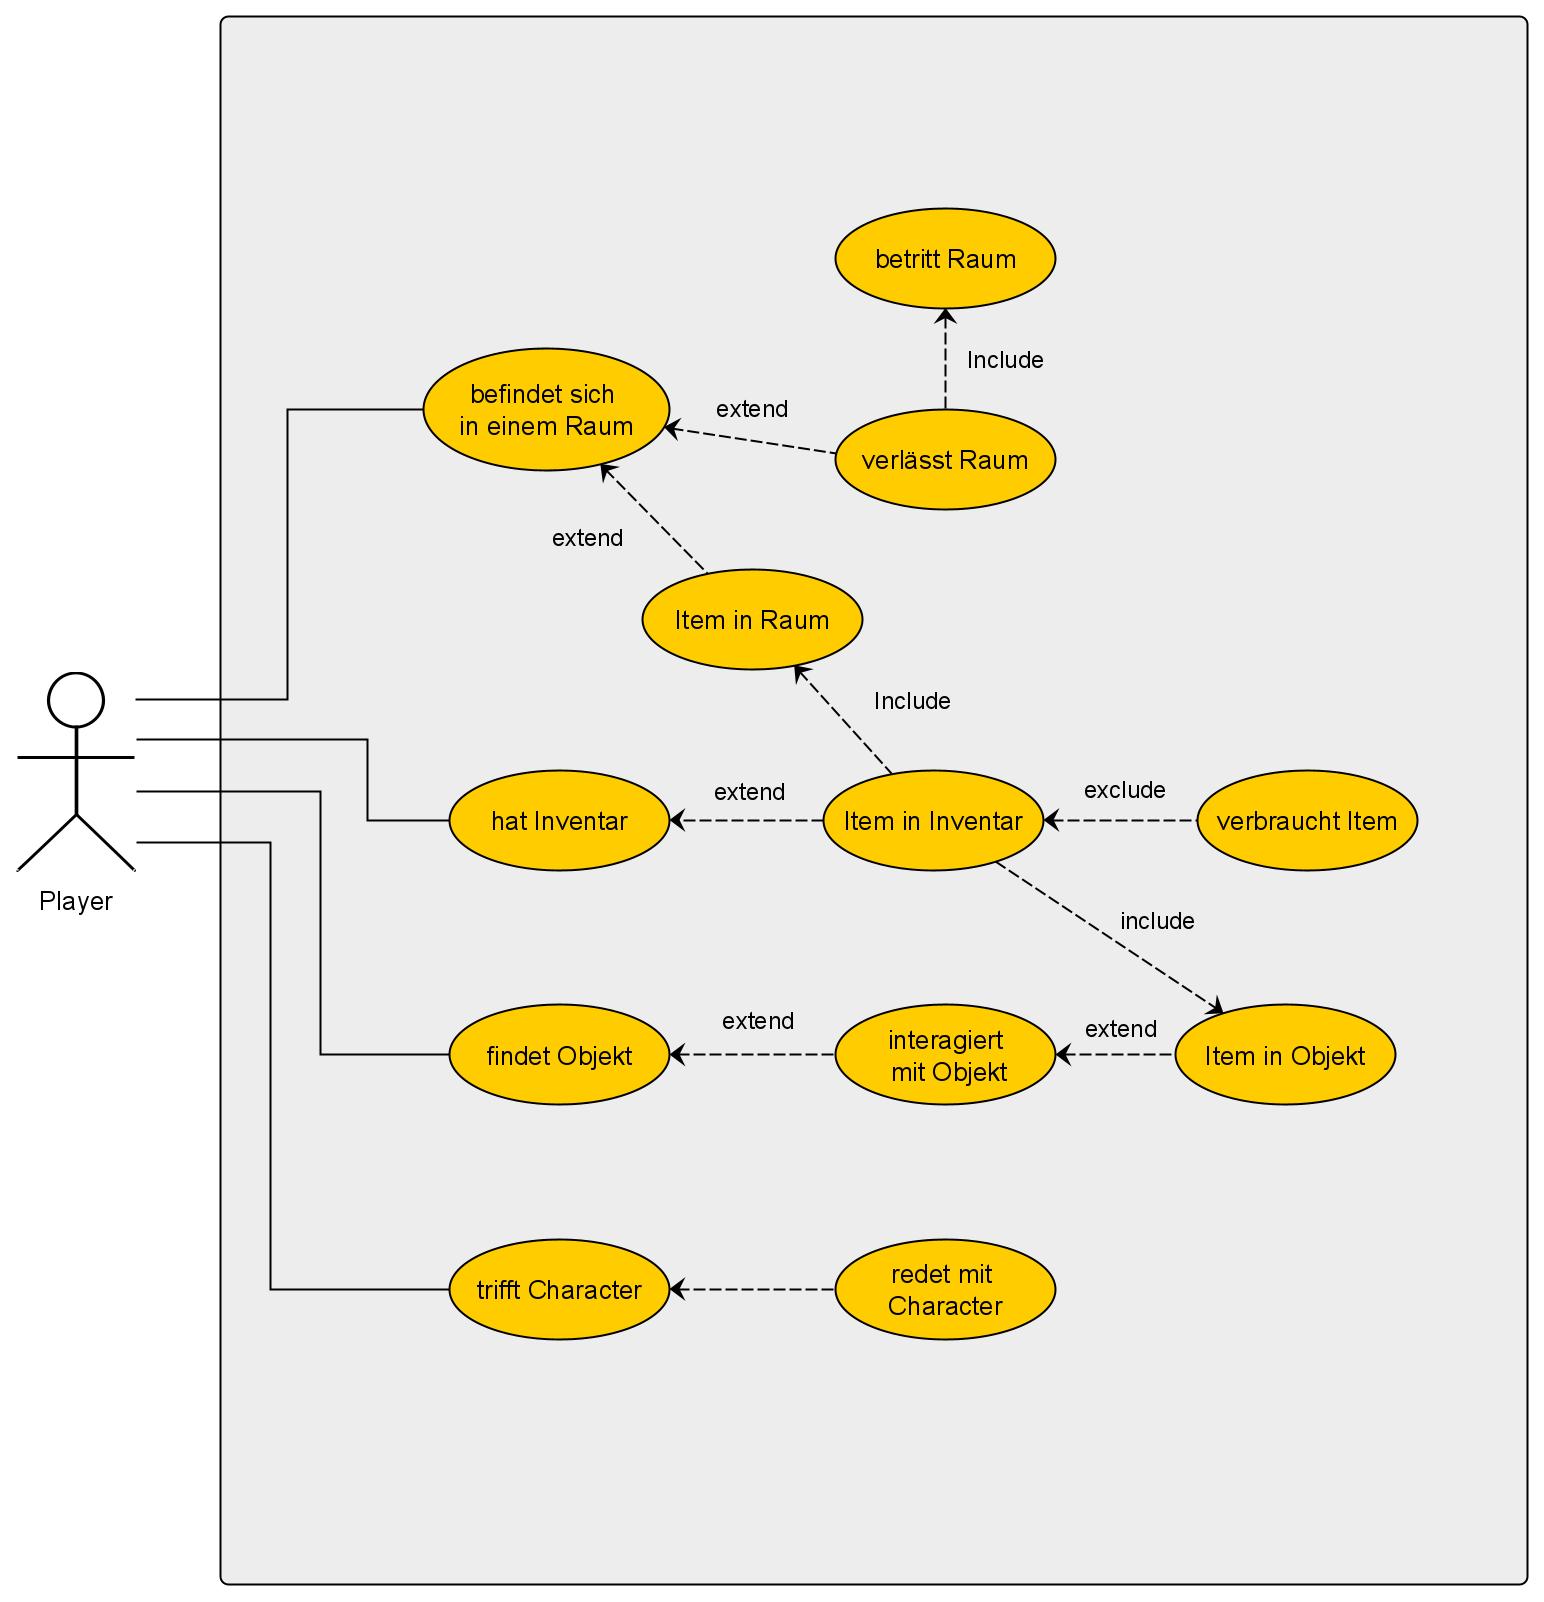 betritt Raum
Include
befindet sich
in einem Raum
extend
verlässt Raum
extend
Item in Raum
Include
hat Inventar
extend
Item in Inventar
exclude
verbraucht Item
Player
include
findet Objekt
extend
interagiert
mit Objekt
extend
Item in Objekt
trifft Character
redet mit
Character